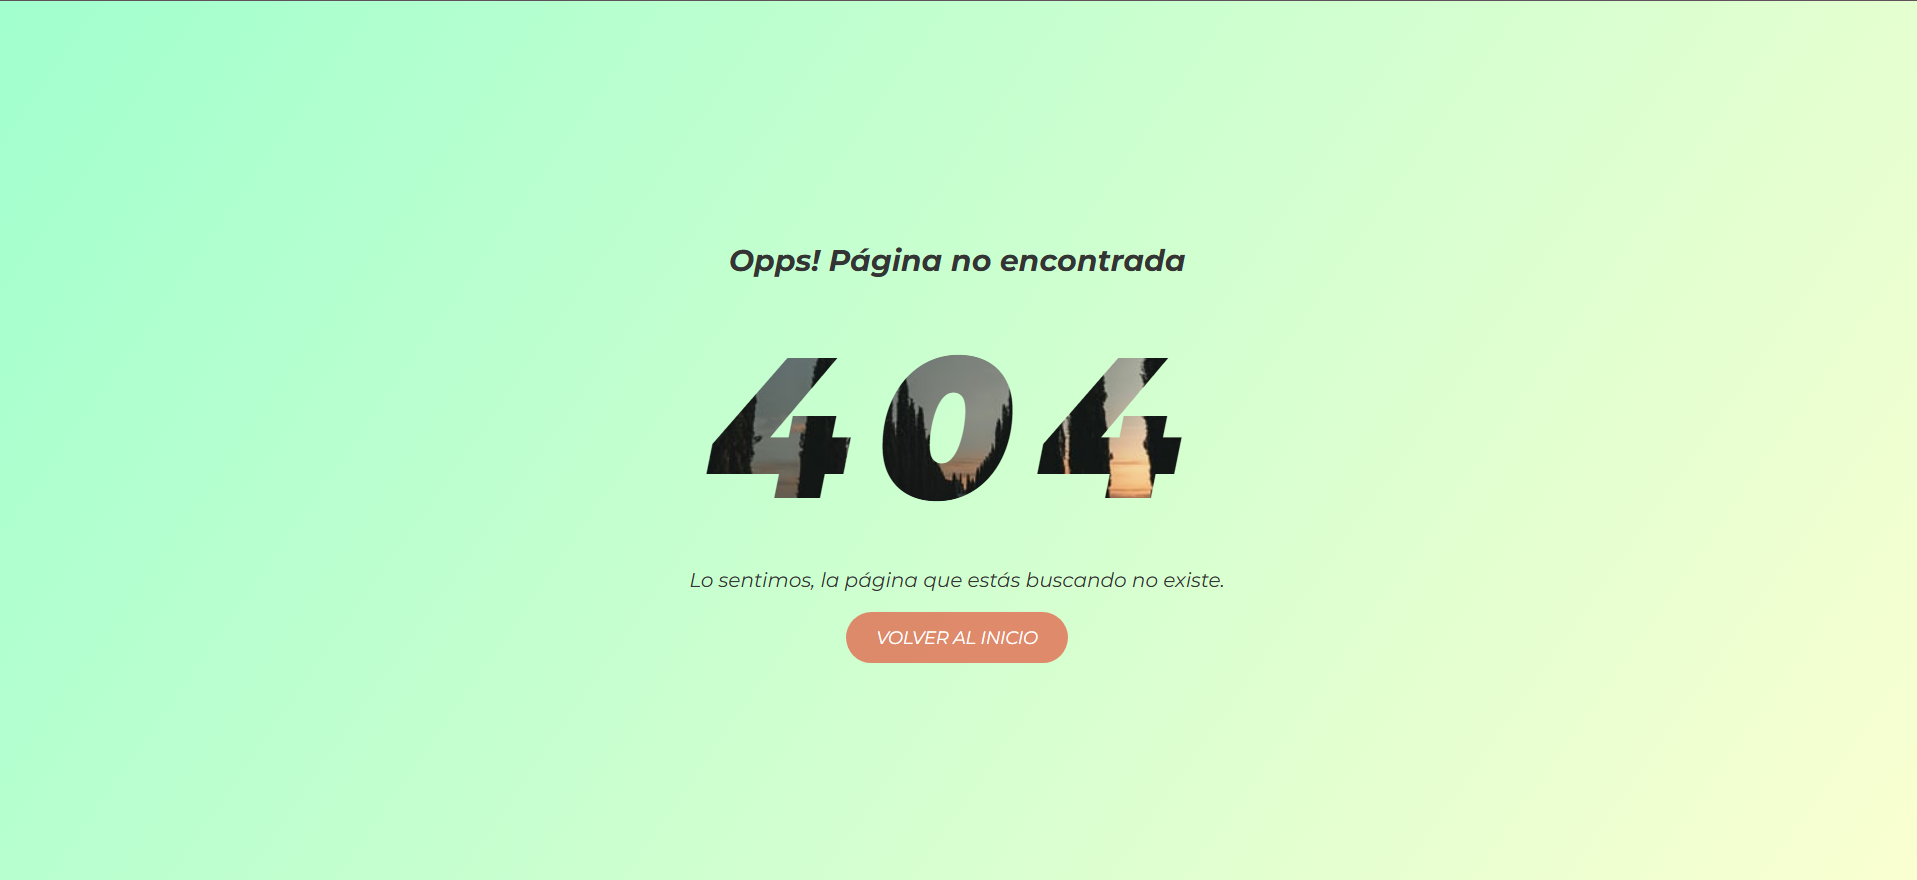 Opps! Página no encontrada
404
Lo sentimos, la página que estás buscando no existe.
VOLVER AL INICIO